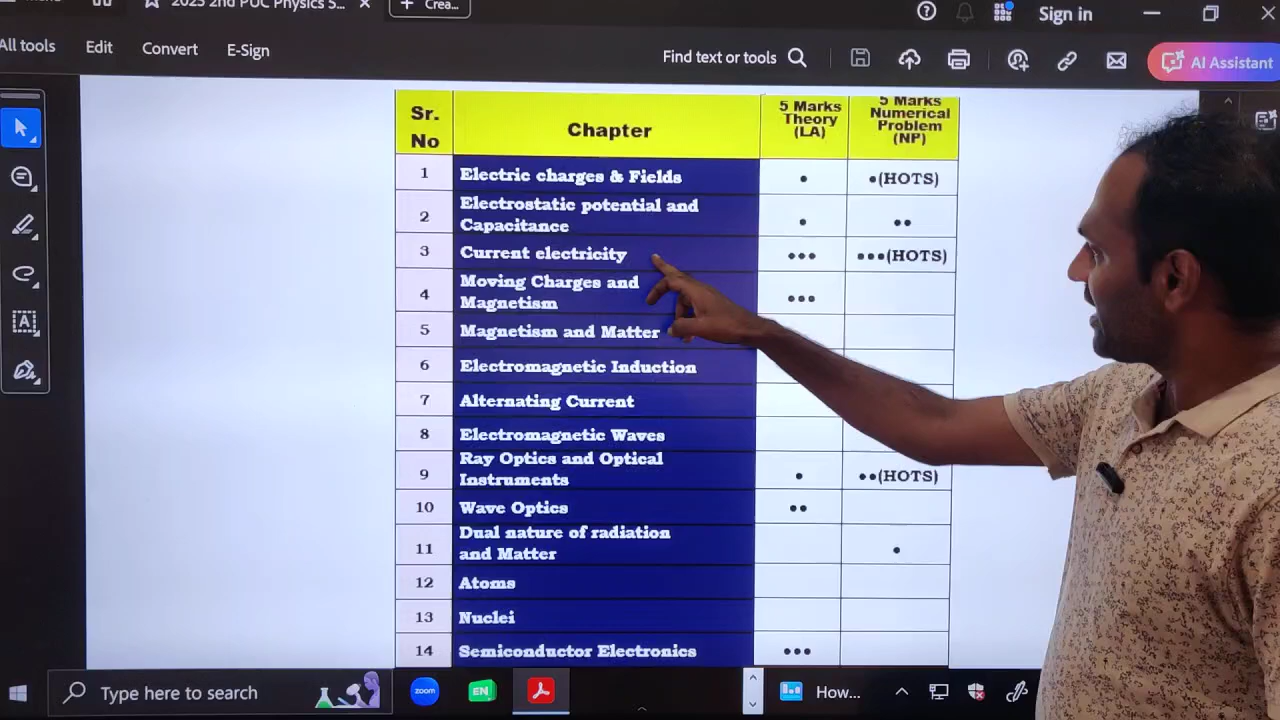 2023 2nd PUC Physics S...
+ Crea...
Sign in
All tools
Edit
Convert
E-Sign
Find text or tools
AI Assistant
Sr. No
Chapter
5 Marks Theory (LA)
5 Marks Numerical Problem (NP)
1 Electric charges & Fields • •(HOTS)
2 Electrostatic potential and Capacitance • ••
3 Current electricity ••• •••(HOTS)
4 Moving Charges and Magnetism •••
5 Magnetism and Matter
6 Electromagnetic Induction
7 Alternating Current
8 Electromagnetic Waves
9 Ray Optics and Optical Instruments • ••(HOTS)
10 Wave Optics ••
11 Dual nature of radiation and Matter •
12 Atoms
13 Nuclei
14 Semiconductor Electronics •••
Type here to search
zoom
EN
How...